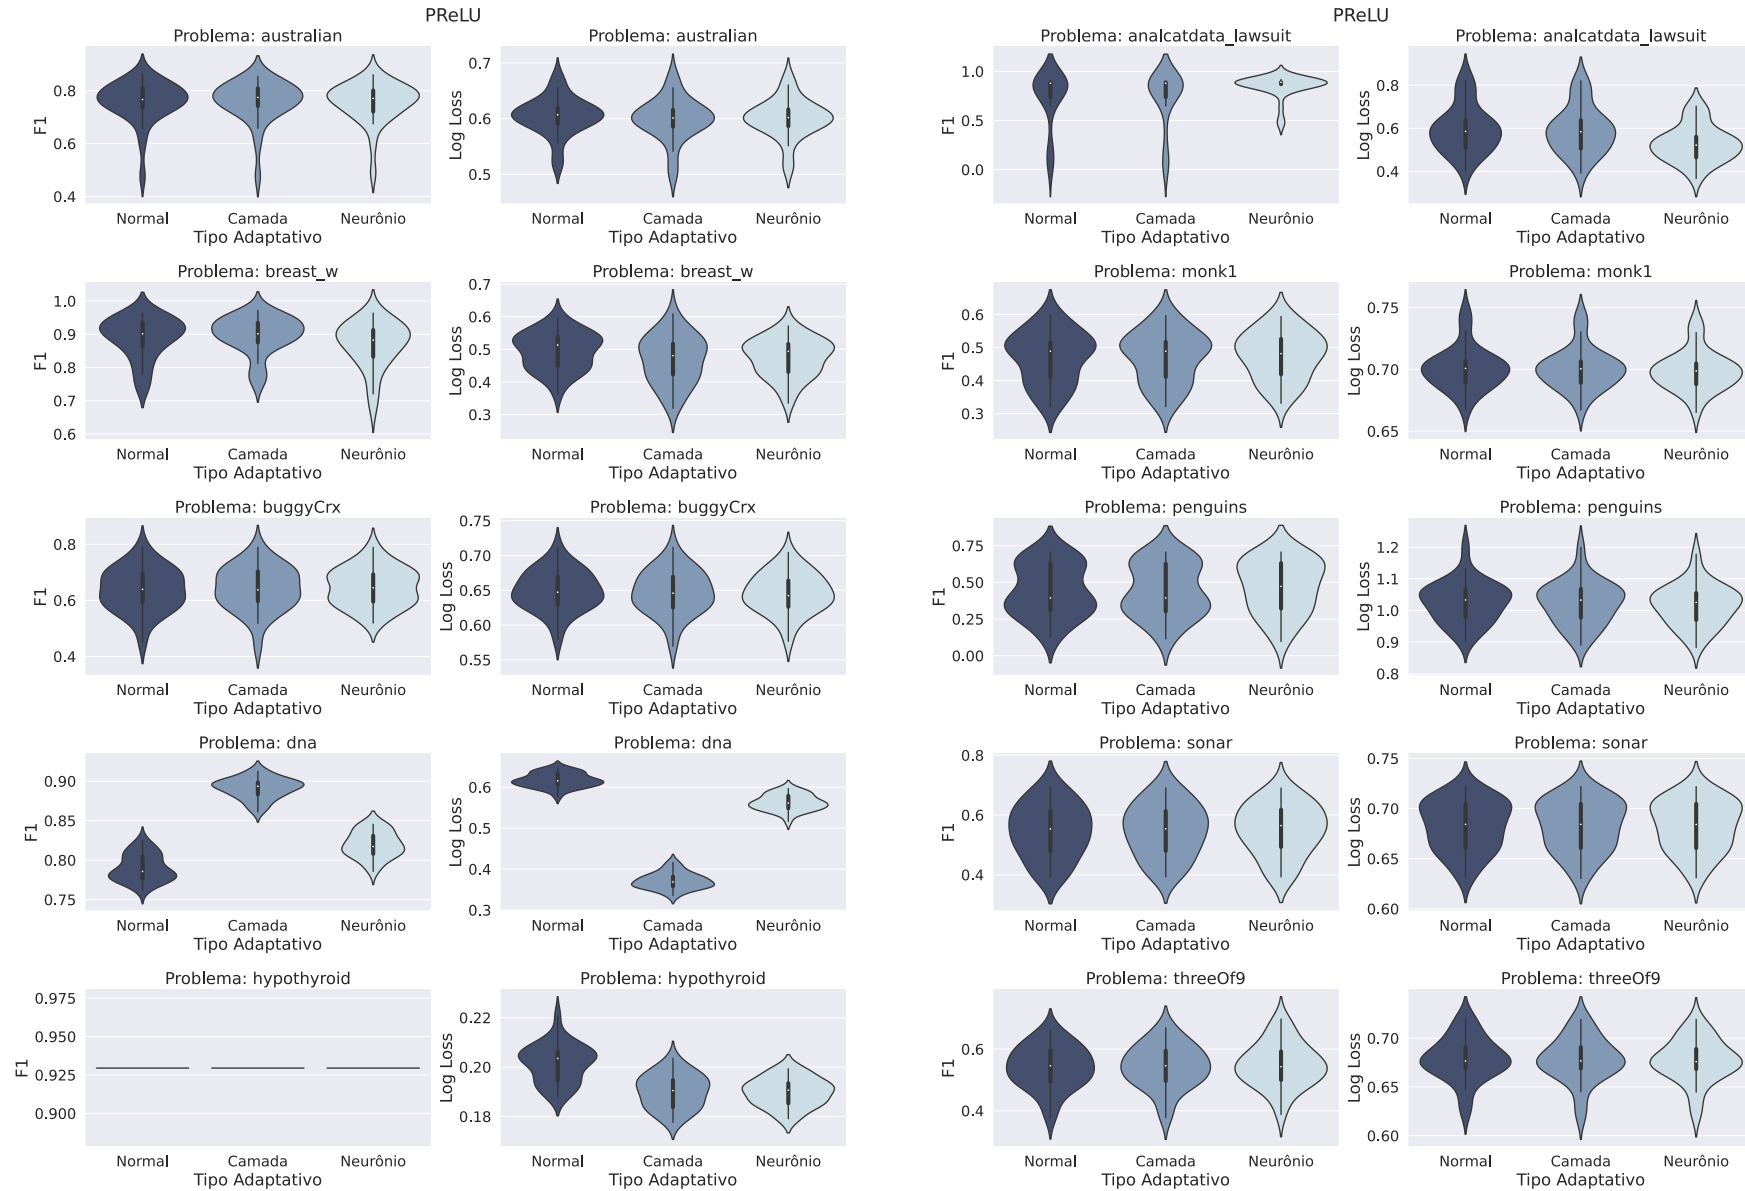 PReLU
Problema: australian
F1
0.8
0.6
0.4
Normal Camada Neurônio
Tipo Adaptativo
Problema: australian
Log Loss
0.7
0.6
0.5
Normal Camada Neurônio
Tipo Adaptativo
Problema: breast_w
F1
1.0
0.9
0.8
0.7
0.6
Normal Camada Neurônio
Tipo Adaptativo
Problema: breast_w
Log Loss
0.7
0.6
0.5
0.4
0.3
Normal Camada Neurônio
Tipo Adaptativo
Problema: buggyCrx
F1
0.8
0.6
0.4
Normal Camada Neurônio
Tipo Adaptativo
Problema: buggyCrx
Log Loss
0.75
0.70
0.65
0.60
0.55
Normal Camada Neurônio
Tipo Adaptativo
Problema: dna
F1
0.90
0.85
0.80
0.75
Normal Camada Neurônio
Tipo Adaptativo
Problema: dna
Log Loss
0.6
0.5
0.4
0.3
Normal Camada Neurônio
Tipo Adaptativo
Problema: hypothyroid
F1
0.975
0.950
0.925
0.900
Normal Camada Neurônio
Tipo Adaptativo
Problema: hypothyroid
Log Loss
0.22
0.20
0.18
Normal Camada Neurônio
Tipo Adaptativo
PReLU
Problema: analcatdata_lawsuit
F1
1.0
0.5
0.0
Normal Camada Neurônio
Tipo Adaptativo
Problema: analcatdata_lawsuit
Log Loss
0.8
0.6
0.4
Normal Camada Neurônio
Tipo Adaptativo
Problema: monk1
F1
0.6
0.5
0.4
0.3
Normal Camada Neurônio
Tipo Adaptativo
Problema: monk1
Log Loss
0.75
0.70
0.65
Normal Camada Neurônio
Tipo Adaptativo
Problema: penguins
F1
0.75
0.50
0.25
0.00
Normal Camada Neurônio
Tipo Adaptativo
Problema: penguins
Log Loss
1.2
1.1
1.0
0.9
0.8
Normal Camada Neurônio
Tipo Adaptativo
Problema: sonar
F1
0.8
0.6
0.4
Normal Camada Neurônio
Tipo Adaptativo
Problema: sonar
Log Loss
0.75
0.70
0.65
0.60
Normal Camada Neurônio
Tipo Adaptativo
Problema: threeOf9
F1
0.6
0.4
Normal Camada Neurônio
Tipo Adaptativo
Problema: threeOf9
Log Loss
0.70
0.65
0.60
Normal Camada Neurônio
Tipo Adaptativo